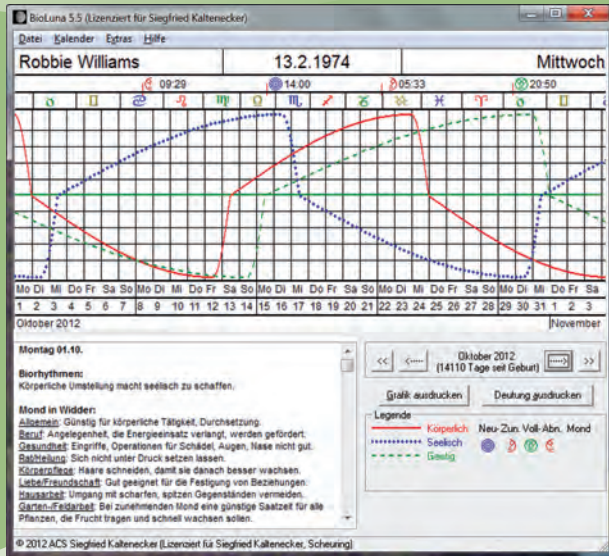 BioLuna 5.5 (Lizenziert für Siegfried Kaltenecker)
Datei Kalender Extras Hilfe
Robbie Williams 13.2.1974 Mittwoch
09:29 14:00 05:33 20:50
Mo Di Mi Do Fr Sa So Mo Di Mi Do Fr Sa So Mo Di Mi Do Fr Sa So Mo Di Mi Do Fr Sa So Mo Di Mi Do Fr Sa
1 2 3 4 5 6 7 8 9 10 11 12 13 14 15 16 17 18 19 20 21 22 23 24 25 26 27 28 29 30 31 1 2 3
Oktober 2012 November
Montag 01.10.
Biorhythmen:
Körperliche Umstellung macht seelisch zu schaffen.
Mond in Widder:
Allgemein: Günstig für körperliche Tätigkeit, Durchsetzung.
Beruf: Angelegenheit, die Energieeinsatz verlangt, werden gefördert.
Gesundheit: Eingriffe, Operationen für Schädel, Augen, Nase nicht gut.
Rat/Heilung: Sich nicht unter Druck setzen lassen.
Körperpflege: Haare schneiden, damit sie danach besser wachsen.
Liebe/Freundschaft: Gut geeignet für die Festigung von Beziehungen.
Hausarbeit: Umgang mit scharfen, spitzen Gegenständen vermeiden.
Garten-/Feldarbeit: Bei zunehmenden Mond eine günstige Saatzeit für alle
Pflanzen, die Frucht tragen und schnell wachsen sollen.
<< <---- Oktober 2012 ----> >>
(14110 Tage seit Geburt)
Grafik ausdrucken Deutung ausdrucken
Legende
Körperlich Neu-Zun. Voll-Abn. Mond
Seelisch
Geistig
© 2012 ACS Siegfried Kaltenecker (Lizenziert für Siegfried Kaltenecker, Scheuring)